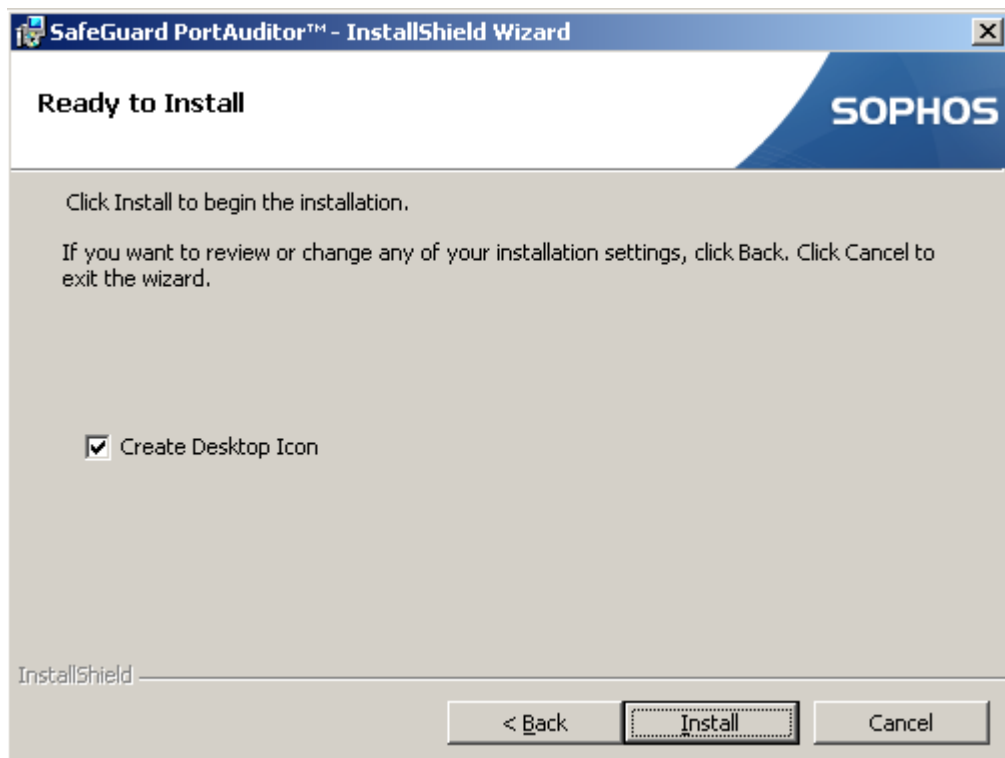 SafeGuard PortAuditor™ - InstallShield Wizard
Ready to Install
SOPHOS
Click Install to begin the installation.
If you want to review or change any of your installation settings, click Back. Click Cancel to
exit the wizard.
Create Desktop Icon
InstallShield
< Back
Install
Cancel